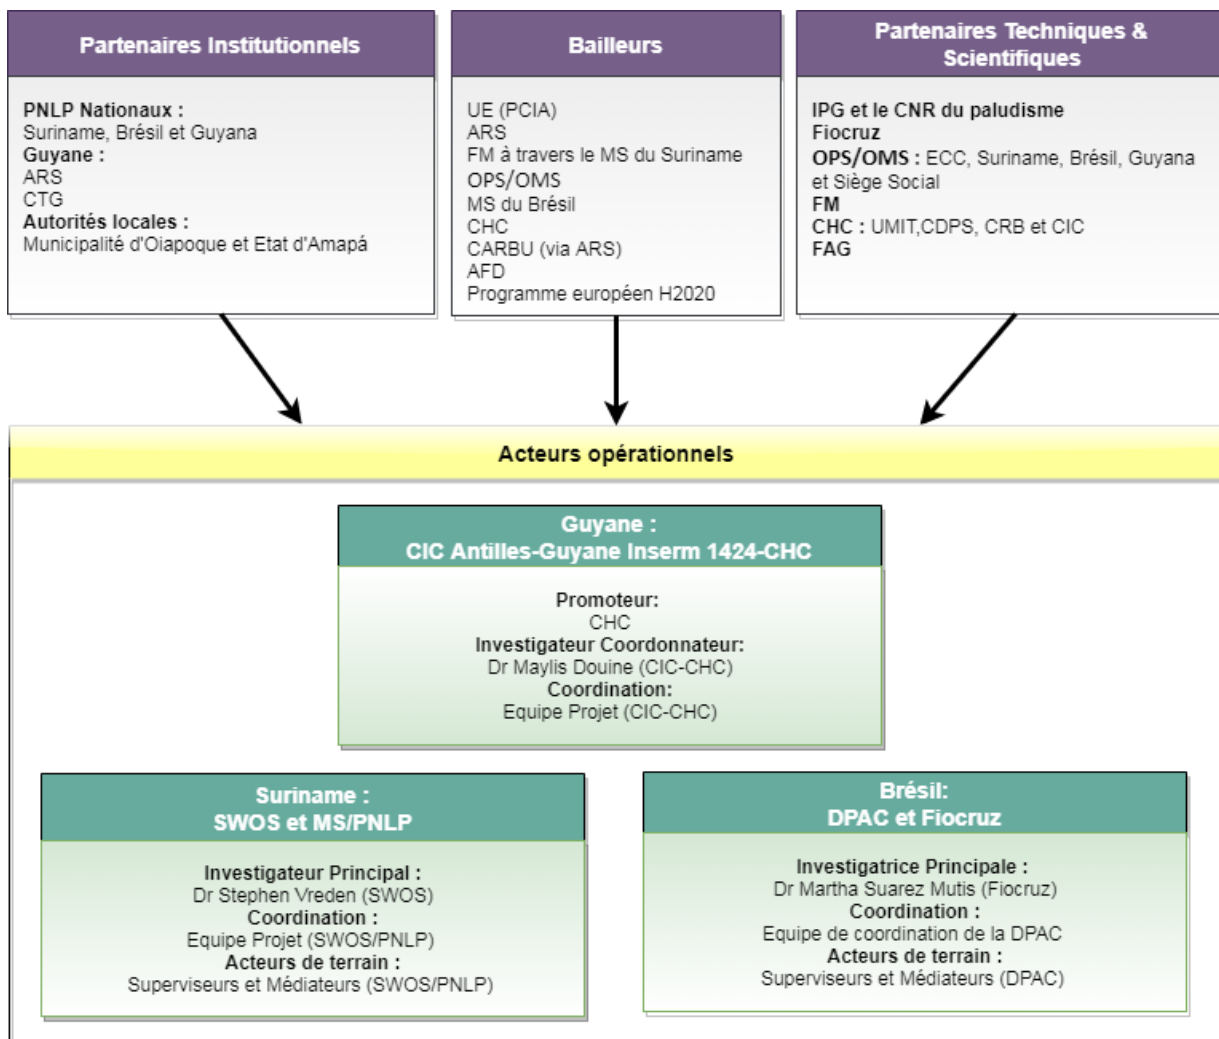 Partenaires Institutionnels
PNLP Nationaux :
Suriname, Brésil et Guyana
Guyane :
ARS
CTG
Autorités locales :
Municipalité d'Oiapoque et Etat d'Amapá
Bailleurs
UE (PCIA)
ARS
FM à travers le MS du Suriname
OPS/OMS
MS du Brésil
CHC
CARBU (via ARS)
AFD
Programme européen H2020
Partenaires Techniques &
Scientifiques
IPG et le CNR du paludisme
Fiocruz
OPS/OMS : ECC, Suriname, Brésil, Guyana
et Siège Social
FM
CHC : UMIT,CDPS, CRB et CIC
FAG
Acteurs opérationnels
Guyane :
CIC Antilles-Guyane Inserm 1424-CHC
Promoteur:
CHC
Investigateur Coordonnateur:
Dr Maylis Douine (CIC-CHC)
Coordination:
Equipe Projet (CIC-CHC)
Suriname :
SWOS et MS/PNLP
Investigateur Principal :
Dr Stephen Vreden (SWOS)
Coordination :
Equipe Projet (SWOS/PNLP)
Acteurs de terrain :
Superviseurs et Médiateurs (SWOS/PNLP)
Brésil:
DPAC et Fiocruz
Investigatrice Principale :
Dr Martha Suarez Mutis (Fiocruz)
Coordination :
Equipe de coordination de la DPAC
Acteurs de terrain :
Superviseurs et Médiateurs (DPAC)